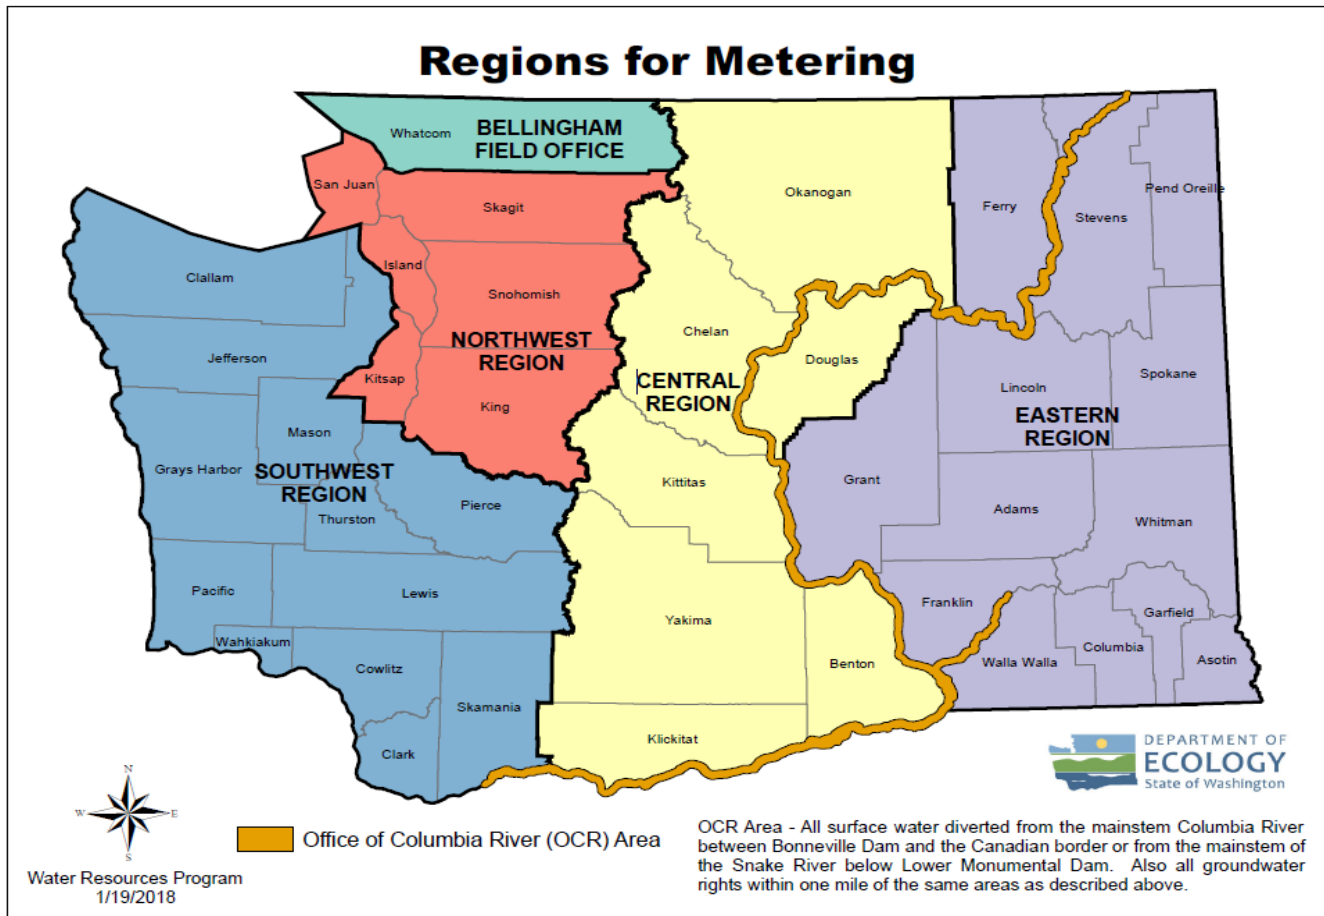 Regions for Metering
Whatcom
BELLINGHAM
FIELD OFFICE
San Juan
Skagit
Okanogan
Ferry
Stevens
Pend Oreille
Clallam
Island
Snohomish
Jefferson
NORTHWEST
REGION
Chelan
Douglas
Kitsap
King
CENTRAL
REGION
Lincoln
Spokane
EASTERN
REGION
Mason
Grays Harbor
SOUTHWEST
REGION
Thurston
Pierce
Kittitas
Grant
Adams
Whitman
Pacific
Lewis
Yakima
Franklin
Garfield
Wahkiakum
Cowlitz
Benton
Walla Walla
Columbia
Asotin
Skamania
Clark
Klickitat
N
W
E
S
Water Resources Program
1/19/2018
Office of Columbia River (OCR) Area
DEPARTMENT OF
ECOLOGY
State of Washington
OCR Area - All surface water diverted from the mainstem Columbia River
between Bonneville Dam and the Canadian border or from the mainstem of
the Snake River below Lower Monumental Dam. Also all groundwater
rights within one mile of the same areas as described above.